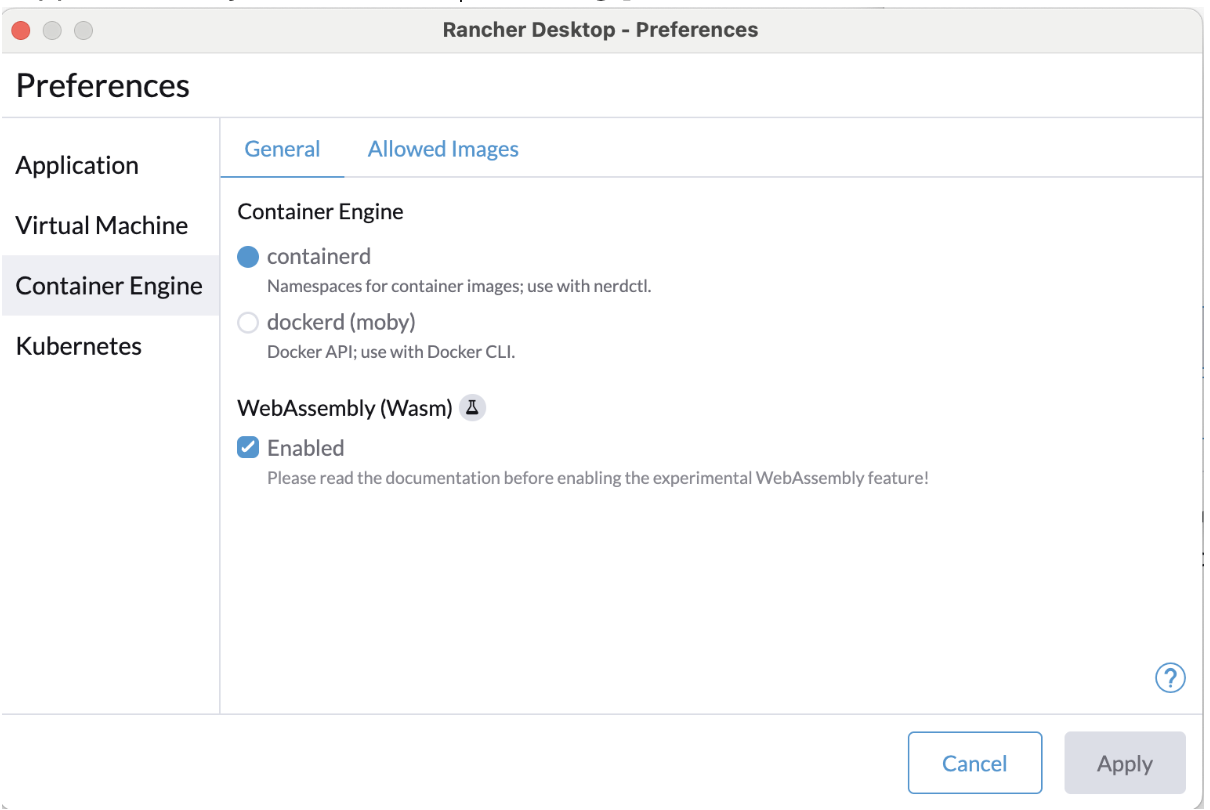 Rancher Desktop - Preferences
Preferences
Application
Virtual Machine
Container Engine
Kubernetes
General
Allowed Images
Container Engine
containerd
Namespaces for container images; use with nerdctl.
dockerd (moby)
Docker API; use with Docker CLI.
WebAssembly (Wasm)
Enabled
Please read the documentation before enabling the experimental WebAssembly feature!
?
Cancel
Apply